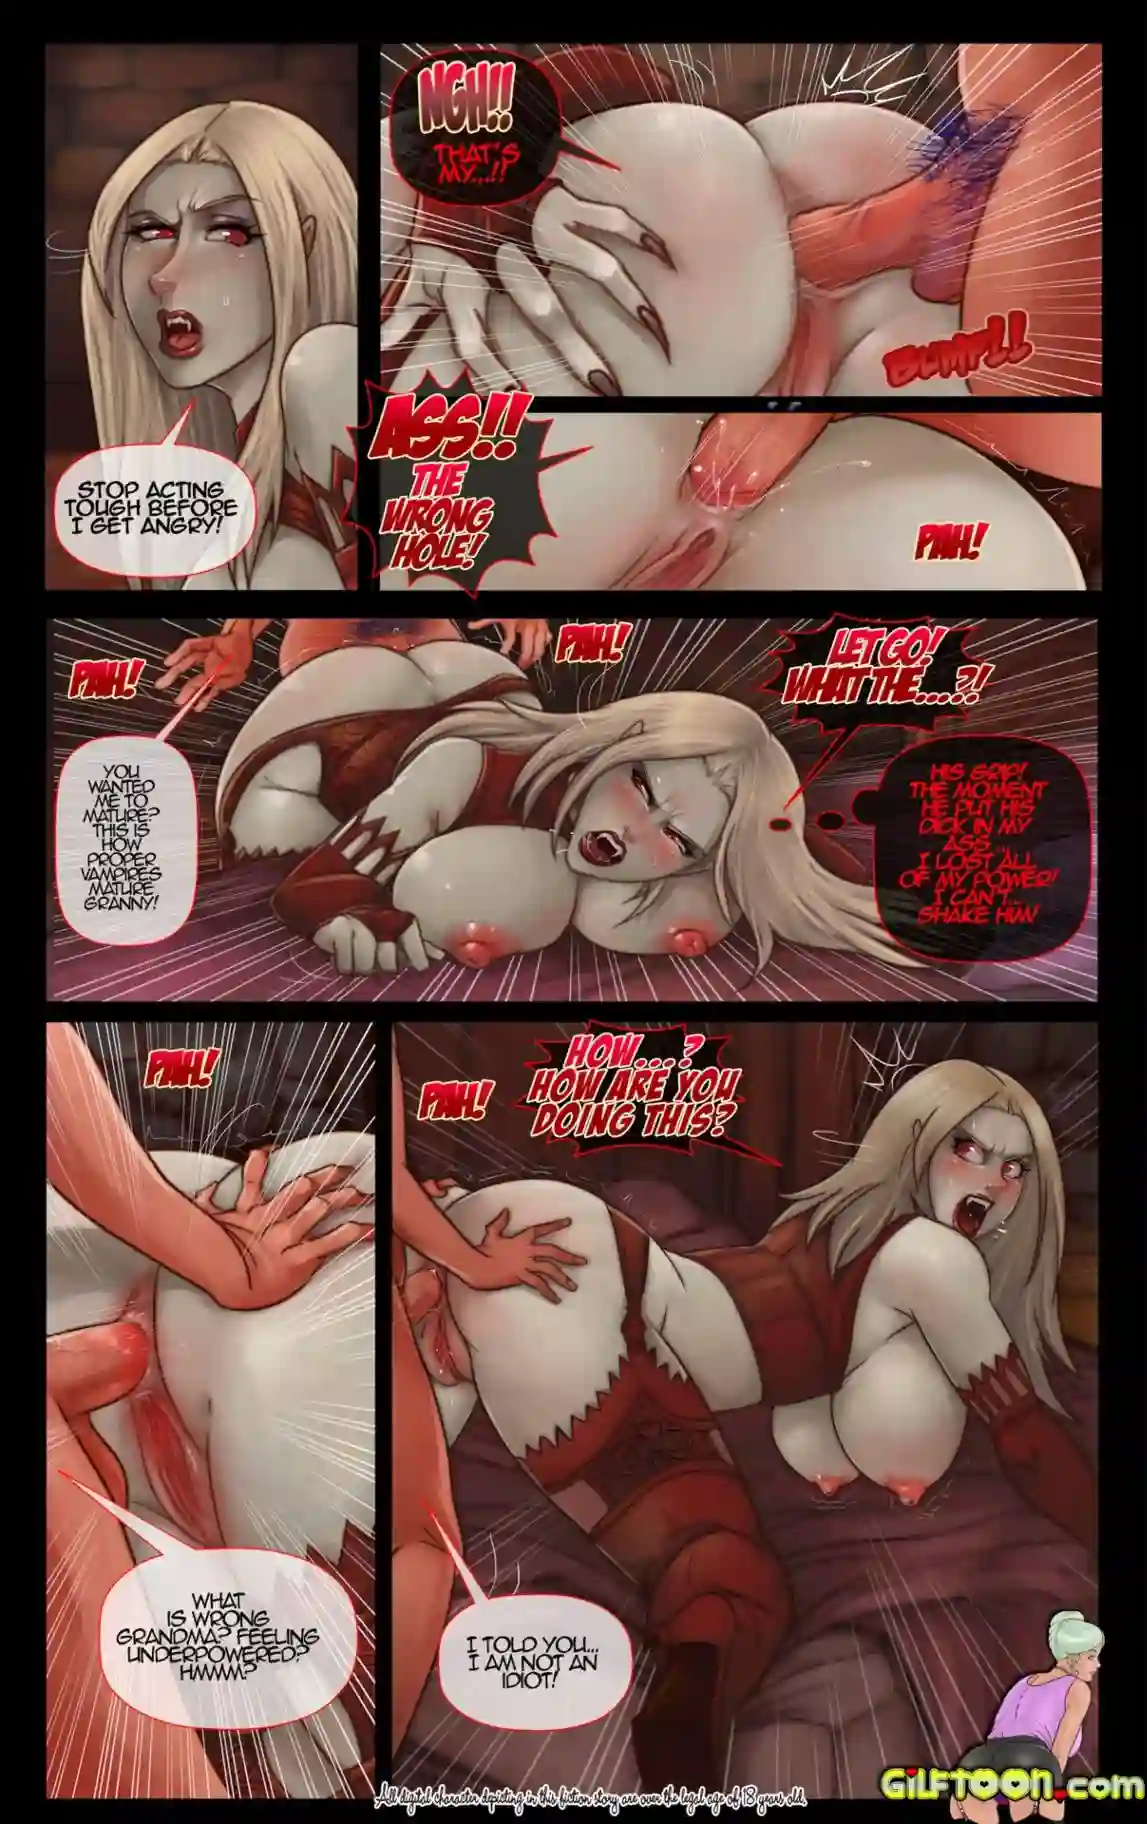 STOP ACTING
TOUGH BEFORE
I GET ANGRY!
NGH!!
THAT'S
MY...!!
BUMP!!
ASS!!
THE
WRONG
HOLE!
PAH!
PAH!
PAH!
YOU
WANTED
ME TO
MATURE?
THIS IS
HOW
PROPER
VAMPIRES
MATURE
GRANNY!
LET GO!
WHAT THE...?!
HIS GRIP!
THE MOMENT
HE PUT HIS
DICK IN MY
ASS...
I LOST ALL
OF MY POWER!
I CAN'T...
SHAKE HIM!
PAH!
WHAT
IS WRONG
GRANDMA? FEELING
UNDERPOWERED?
HMMM?
PAH!
HOW...?
HOW ARE YOU
DOING THIS?
I TOLD YOU...
I AM NOT AN
IDIOT!
All digital character depicting in this fiction story are over the legal age of 18 years old.
GILFTOON.com